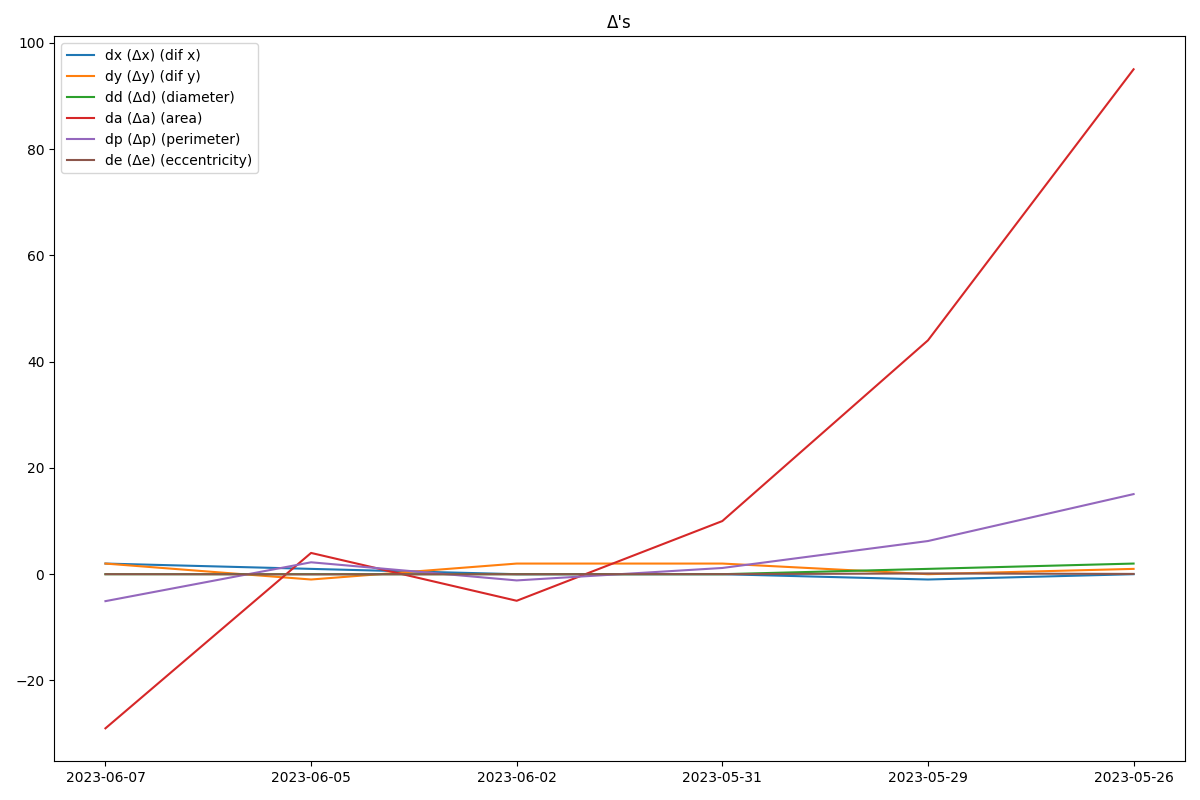 Δ's
100
80
60
40
20
0
−20
dx (Δx) (dif x)
dy (Δy) (dif y)
dd (Δd) (diameter)
da (Δa) (area)
dp (Δp) (perimeter)
de (Δe) (eccentricity)
2023-06-07 2023-06-05 2023-06-02 2023-05-31 2023-05-29 2023-05-26